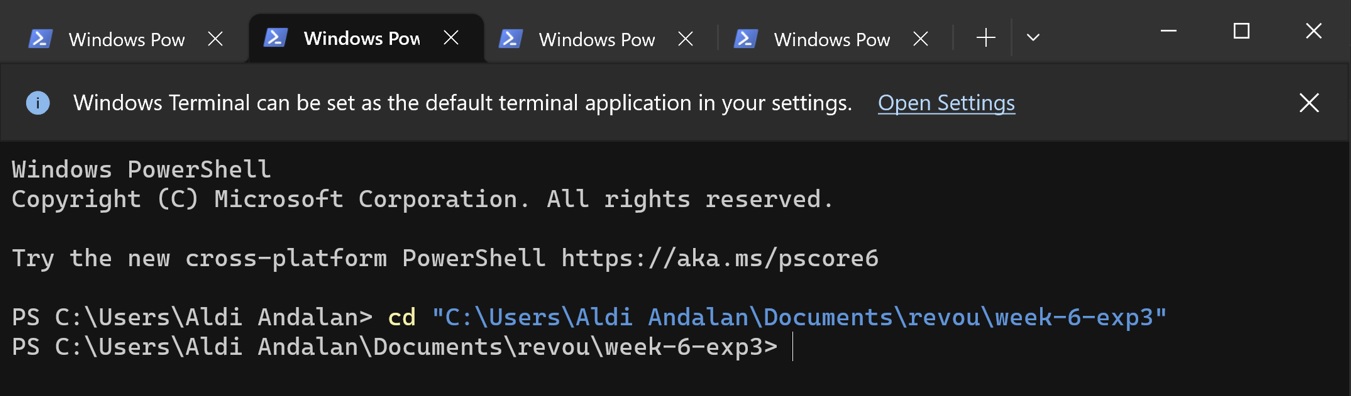 Windows Pow
Windows Pow
Windows Pow
Windows Pow
Windows Terminal can be set as the default terminal application in your settings. Open Settings
Windows PowerShell
Copyright (C) Microsoft Corporation. All rights reserved.
Try the new cross-platform PowerShell https://aka.ms/pscore6
PS C:\Users\Aldi Andalan> cd "C:\Users\Aldi Andalan\Documents\revou\week-6-exp3"
PS C:\Users\Aldi Andalan\Documents\revou\week-6-exp3>